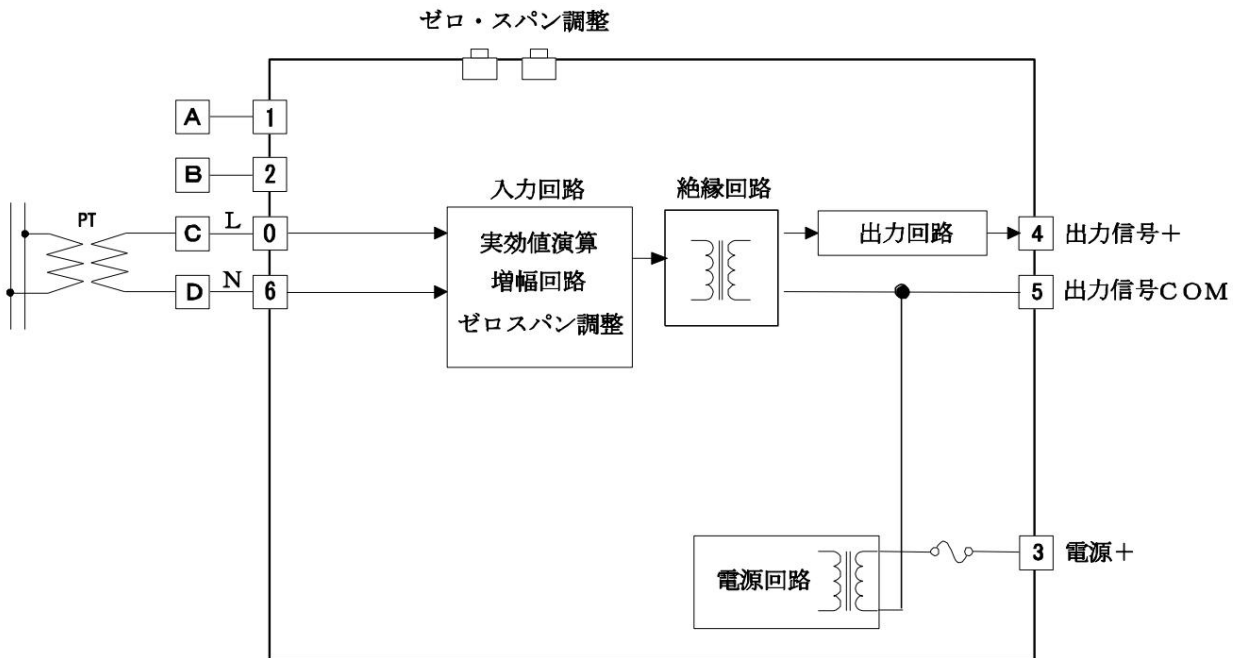 ゼロ・スパン調整
A 1
B 2
PT
C L 0
D N 6
入力回路
実効値演算
増幅回路
ゼロスパン調整
絶縁回路
出力回路
4 出力信号+
5 出力信号COM
3 電源+
電源回路